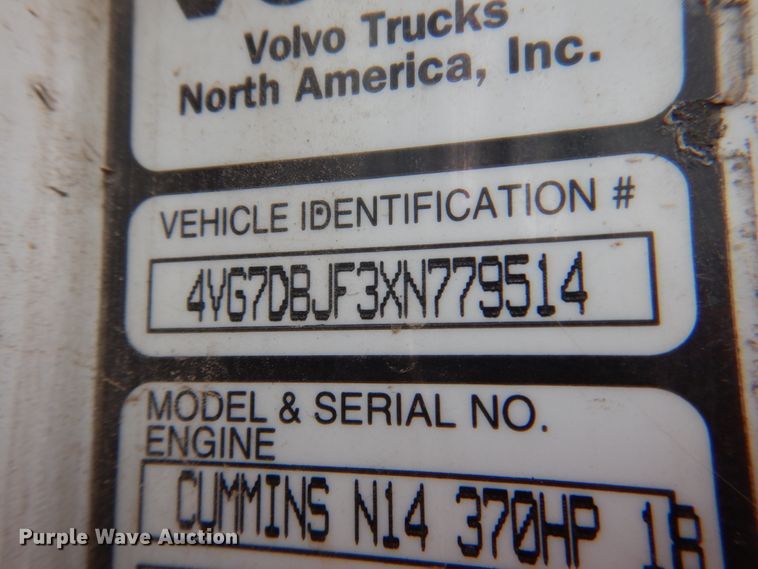 Volvo Trucks
North America, Inc.
VEHICLE IDENTIFICATION #
4VG7DBJF3XN779514
MODEL & SERIAL NO.
ENGINE
CUMMINS N14 370HP
Purple Wave Auction